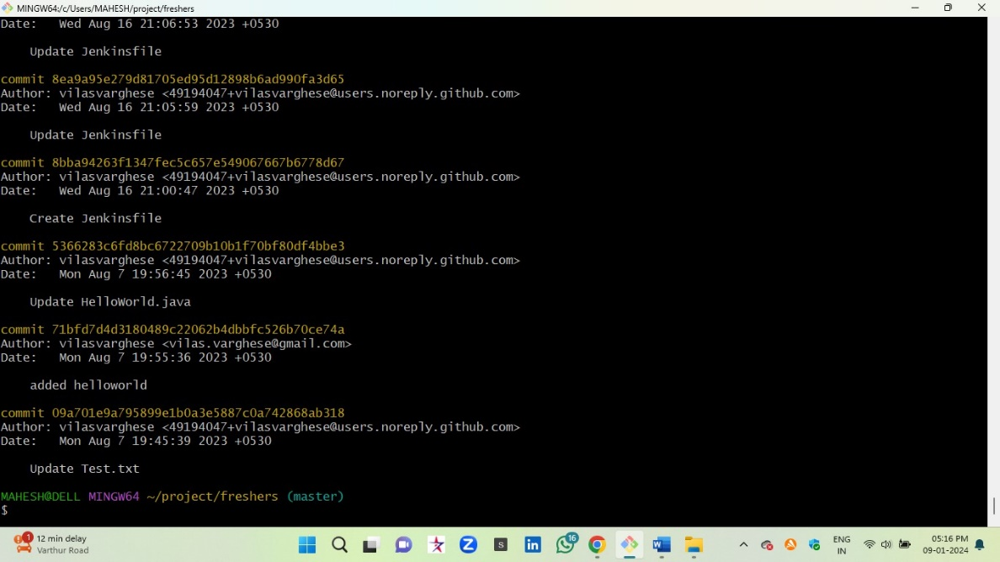 MINGW64:/c/Users/MAHESH/project/freshers
Date:   Wed Aug 16 21:06:53 2023 +0530
Update Jenkinsfile
commit 8ea9a95e279d81705ed95d12898b6ad990fa3d65
Author: vilasvarghese <49194047+vilasvarghese@users.noreply.github.com>
Date:   Wed Aug 16 21:05:59 2023 +0530
Update Jenkinsfile
commit 8bba94263f1347fec5c657e549067667b6778d67
Author: vilasvarghese <49194047+vilasvarghese@users.noreply.github.com>
Date:   Wed Aug 16 21:00:47 2023 +0530
Create Jenkinsfile
commit 5366283c6fd8bc6722709b10b1f70bf80df4bbe3
Author: vilasvarghese <49194047+vilasvarghese@users.noreply.github.com>
Date:   Mon Aug 7 19:56:45 2023 +0530
Update HelloWorld.java
commit 71bfd7d4d3180489c22062b4dbbfc526b70ce74a
Author: vilasvarghese <vilas.varghese@gmail.com>
Date:   Mon Aug 7 19:55:36 2023 +0530
added helloworld
commit 09a701e9a795899e1b0a3e5887c0a742868ab318
Author: vilasvarghese <49194047+vilasvarghese@users.noreply.github.com>
Date:   Mon Aug 7 19:45:39 2023 +0530
Update Test.txt
MAHESH@DELL MINGW64 ~/project/freshers (master)
$
1
12 min delay
Varthur Road
Z
S
in
16
W
ENG
IN
05:16 PM
09-01-2024